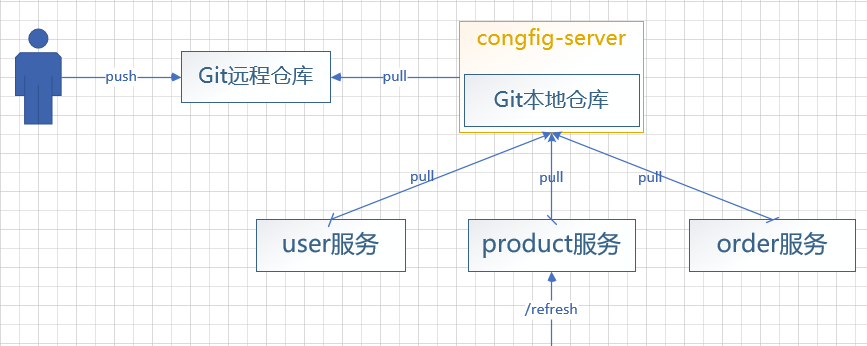 congfig-server
push
Git远程仓库
pull
Git本地仓库
pull
pull
pull
user服务
product服务
order服务
/refresh